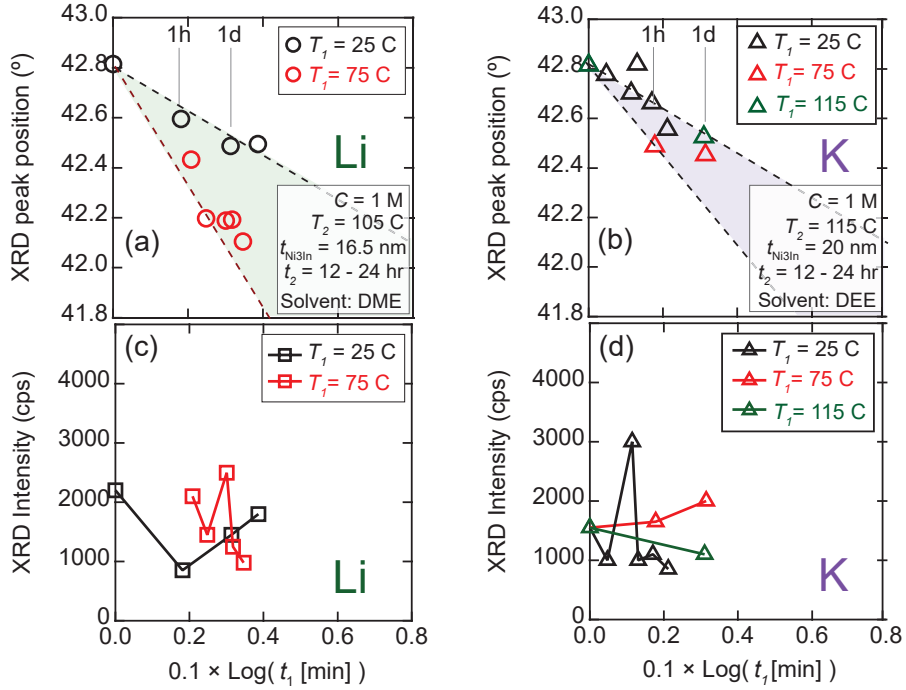 1h
1d
T1 = 25 C
T1 = 75 C
XRD peak position (º)
42.8
42.6
42.4
42.2
42.0
41.8
(a)
Li
C = 1 M
T2 = 105 C
tNi3In = 16.5 nm
t2 = 12 - 24 hr
Solvent: DME
1h
1d
T1 = 25 C
T1 = 75 C
T1 = 115 C
XRD peak position (º)
42.8
42.6
42.4
42.2
42.0
41.8
(b)
K
C = 1 M
T2 = 115 C
tNi3In = 20 nm
t2 = 12 - 24 hr
Solvent: DEE
(c)
T1 = 25 C
T1 = 75 C
XRD Intensity (cps)
4000
3000
2000
1000
0
Li
0.0
0.2
0.4
0.6
0.8
0.1 × Log( t1 [min] )
(d)
T1 = 25 C
T1= 75 C
T1= 115 C
XRD Intensity (cps)
4000
3000
2000
1000
0
K
0.0
0.2
0.4
0.6
0.8
0.1 × Log( t1[min] )